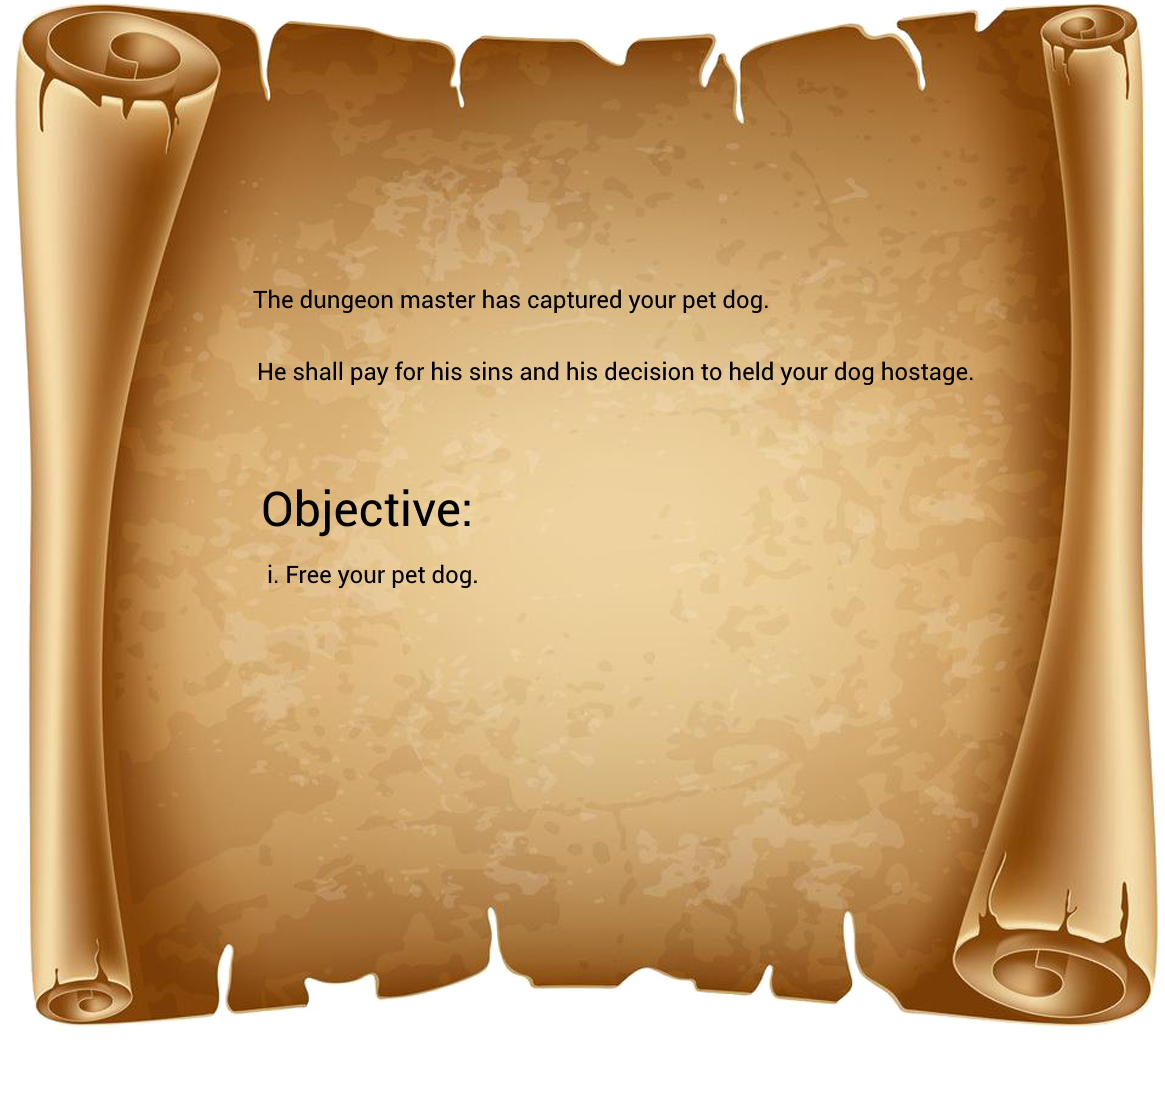 The dungeon master has captured your pet dog.
He shall pay for his sins and his decision to held your dog hostage.
Objective:
i. Free your pet dog.